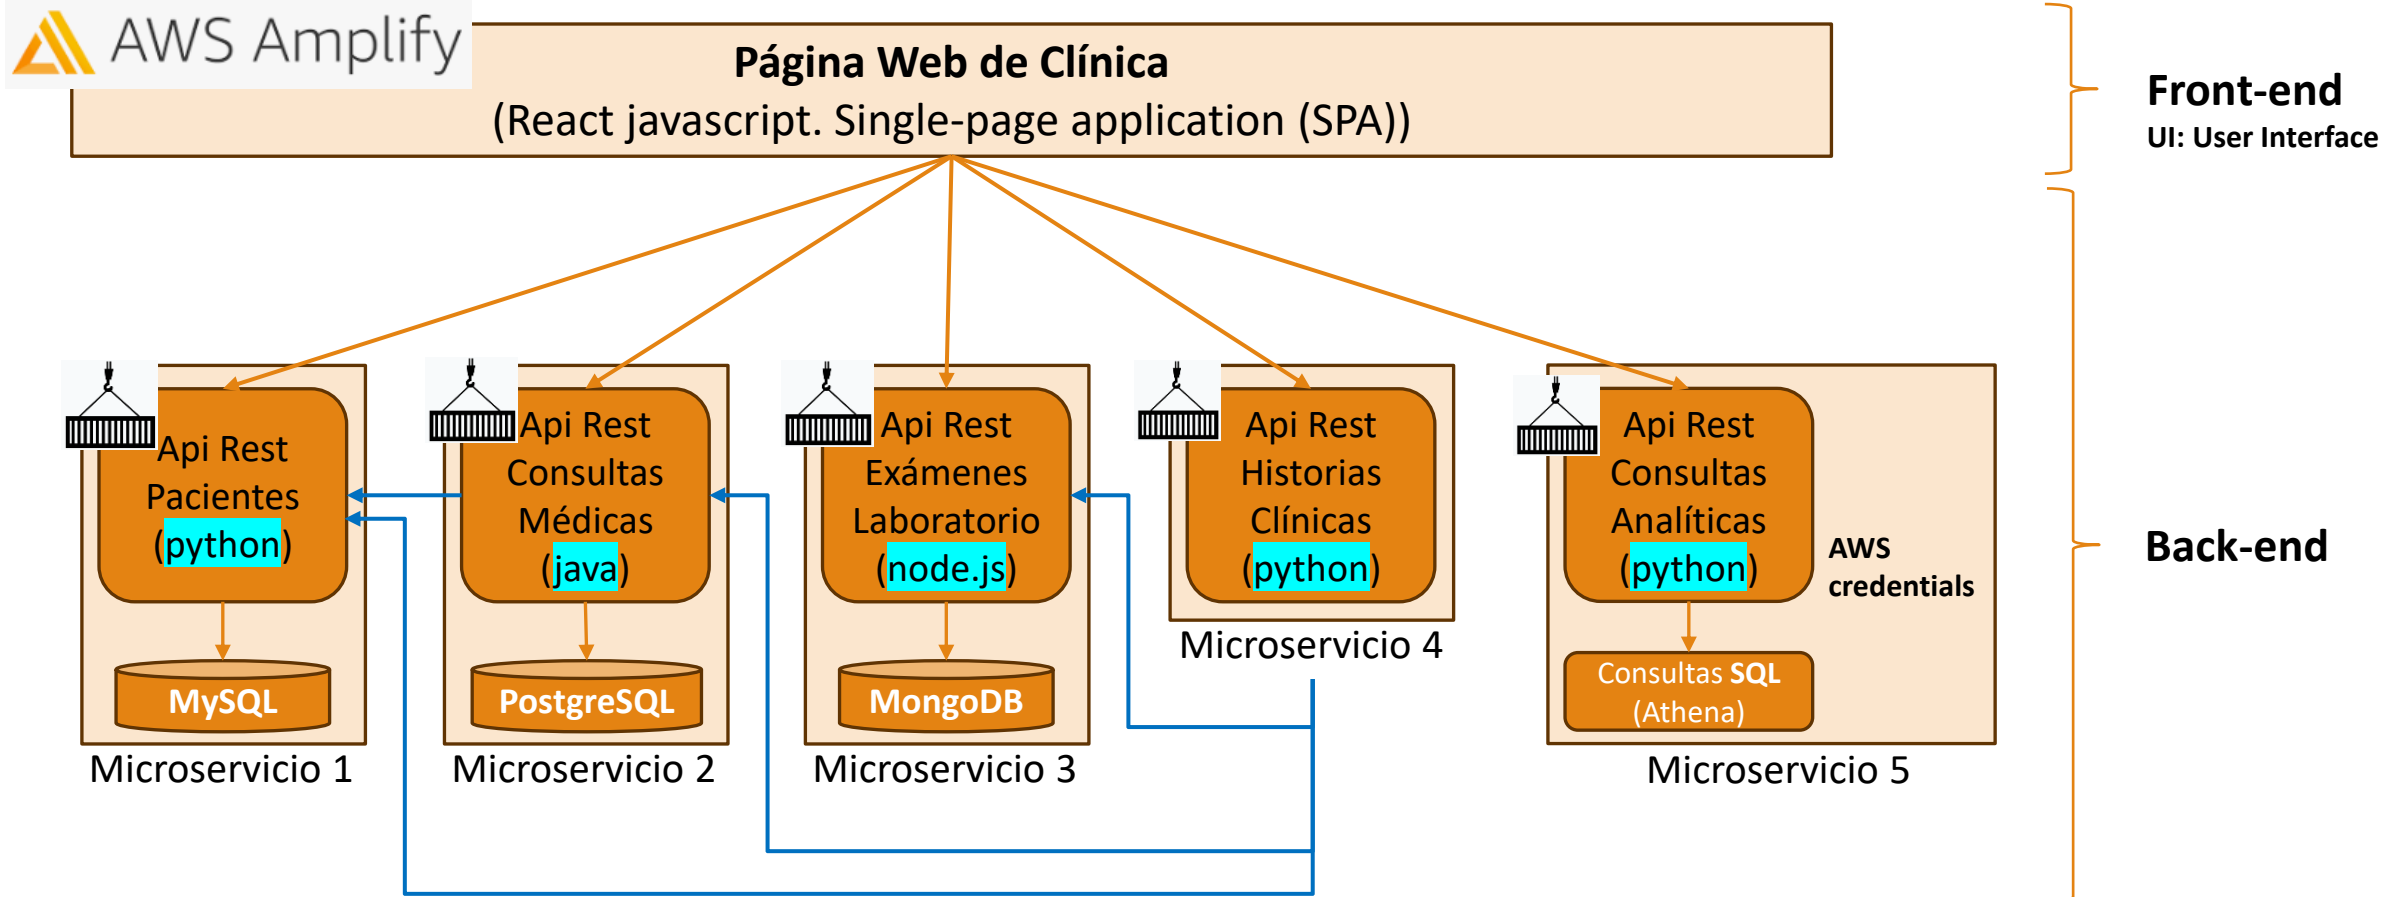 AWS Amplify
Página Web de Clínica
(React javascript. Single-page application (SPA))
Front-end
UI: User Interface
Api Rest
Pacientes
(python)
MySQL
Microservicio 1
Api Rest
Consultas
Médicas
(java)
PostgreSQL
Microservicio 2
Api Rest
Exámenes
Laboratorio
(node.js)
MongoDB
Microservicio 3
Api Rest
Historias
Clínicas
(python)
Microservicio 4
Api Rest
Consultas
Analíticas
(python)
AWS
credentials
Consultas SQL
(Athena)
Microservicio 5
Back-end